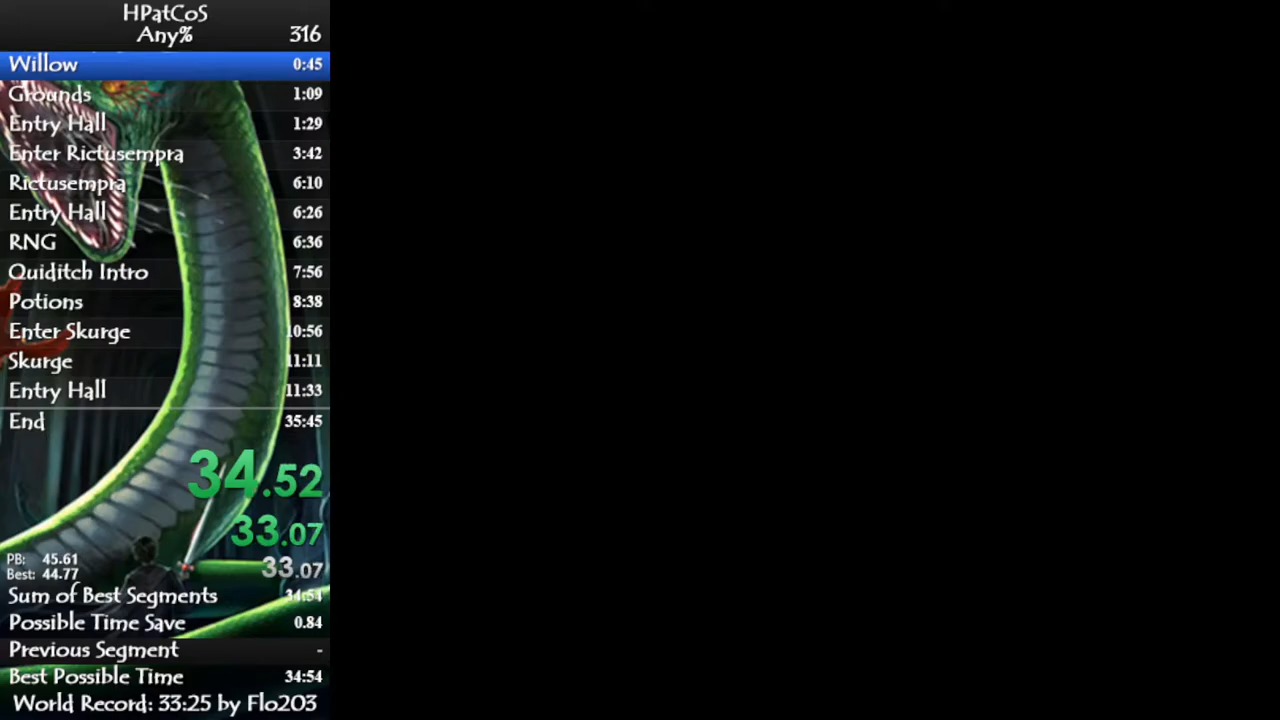 HPatCoS
Any% 316
Willow 0:45
Grounds 1:09
Entry Hall 1:29
Enter Rictusempra 3:42
Rictusempra 6:10
Entry Hall 6:26
RNG 6:36
Quiditch Intro 7:56
Potions 8:38
Enter Skurge 10:56
Skurge 11:11
Entry Hall 11:33
End 35:45
34.52
33.07
PB: 45.61
33.07
Best: 44.77
Sum of Best Segments 34:54
Possible Time Save 0.84
Previous Segment -
Best Possible Time 34:54
World Record: 33:25 by Flo203